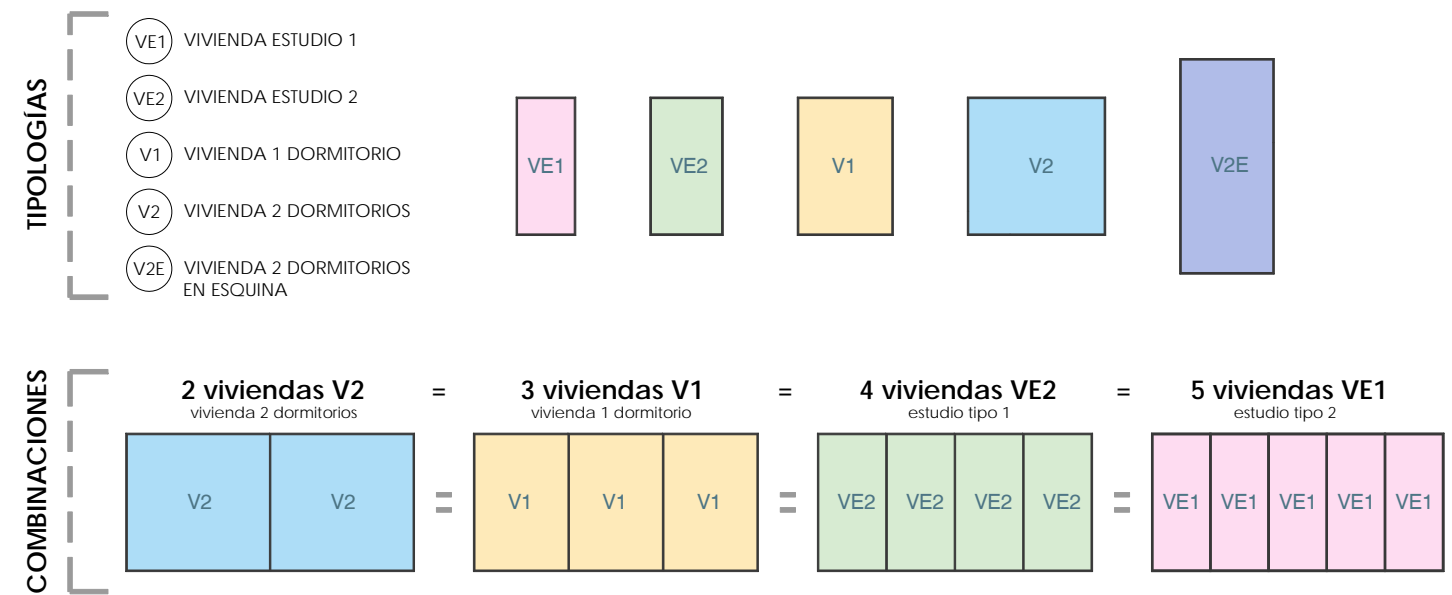 TIPOLOGÍAS
VE1 VIVIENDA ESTUDIO 1
VE2 VIVIENDA ESTUDIO 2
V1 VIVIENDA 1 DORMITORIO
V2 VIVIENDA 2 DORMITORIOS
V2E VIVIENDA 2 DORMITORIOS
EN ESQUINA
VE1 VE2 V1 V2 V2E
COMBINACIONES
2 viviendas V2 = 3 viviendas V1 = 4 viviendas VE2 = 5 viviendas VE1
vivienda 2 dormitorios vivienda 1 dormitorio estudio tipo 1 estudio tipo 2
V2 V2 = V1 V1 V1 = VE2 VE2 VE2 VE2 = VE1 VE1 VE1 VE1 VE1